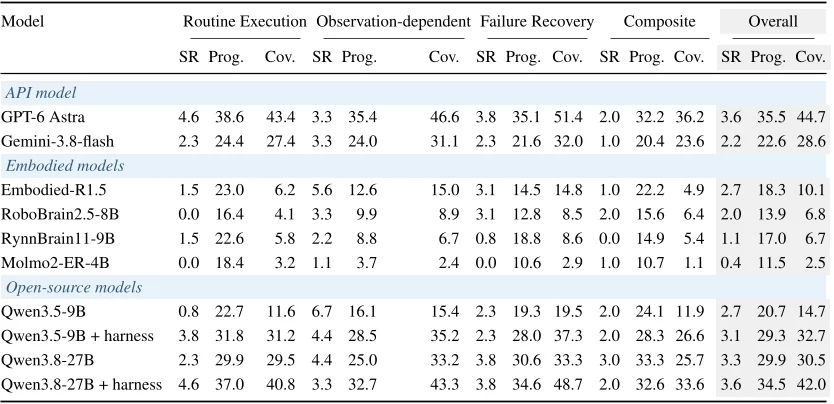 Model Routine Execution Observation-dependent Failure Recovery Composite Overall
SR Prog. Cov. SR Prog. Cov. SR Prog. Cov. SR Prog. Cov. SR Prog. Cov.
API model
GPT-6 Astra 4.6 38.6 43.4 3.3 35.4 46.6 3.8 35.1 51.4 2.0 32.2 36.2 3.6 35.5 44.7
Gemini-3.8-flash 2.3 24.4 27.4 3.3 24.0 31.1 2.3 21.6 32.0 1.0 20.4 23.6 2.2 22.6 28.6
Embodied models
Embodied-R1.5 1.5 23.0 6.2 5.6 12.6 15.0 3.1 14.5 14.8 1.0 22.2 4.9 2.7 18.3 10.1
RoboBrain2.5-8B 0.0 16.4 4.1 3.3 9.9 8.9 3.1 12.8 8.5 2.0 15.6 6.4 2.0 13.9 6.8
RynnBrain11-9B 1.5 22.6 5.8 2.2 8.8 6.7 0.8 18.8 8.6 0.0 14.9 5.4 1.1 17.0 6.7
Molmo2-ER-4B 0.0 18.4 3.2 1.1 3.7 2.4 0.0 10.6 2.9 1.0 10.7 1.1 0.4 11.5 2.5
Open-source models
Qwen3.5-9B 0.8 22.7 11.6 6.7 16.1 15.4 2.3 19.3 19.5 2.0 24.1 11.9 2.7 20.7 14.7
Qwen3.5-9B + harness 3.8 31.8 31.2 4.4 28.5 35.2 2.3 28.0 37.3 2.0 28.3 26.6 3.1 29.3 32.7
Qwen3.8-27B 2.3 29.9 29.5 4.4 25.0 33.2 3.8 30.6 33.3 3.0 33.3 25.7 3.3 29.9 30.5
Qwen3.8-27B + harness 4.6 37.0 40.8 3.3 32.7 43.3 3.8 34.6 48.7 2.0 32.6 33.6 3.6 34.5 42.0